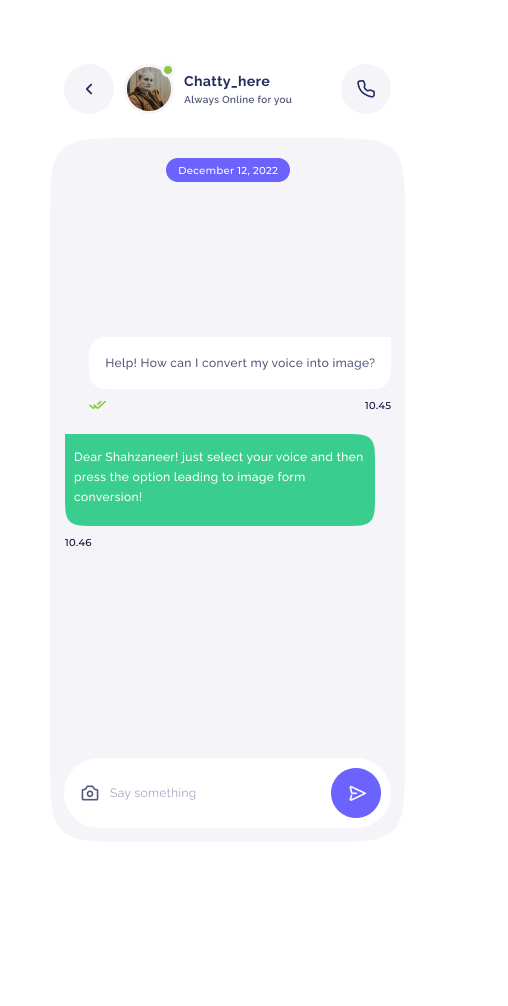 Chatty_here
Always Online for you
December 12, 2022
Help! How can I convert my voice into image?
10.45
Dear Shahzaneer! just select your voice and then
press the option leading to image form
conversion!
10.46
Say something